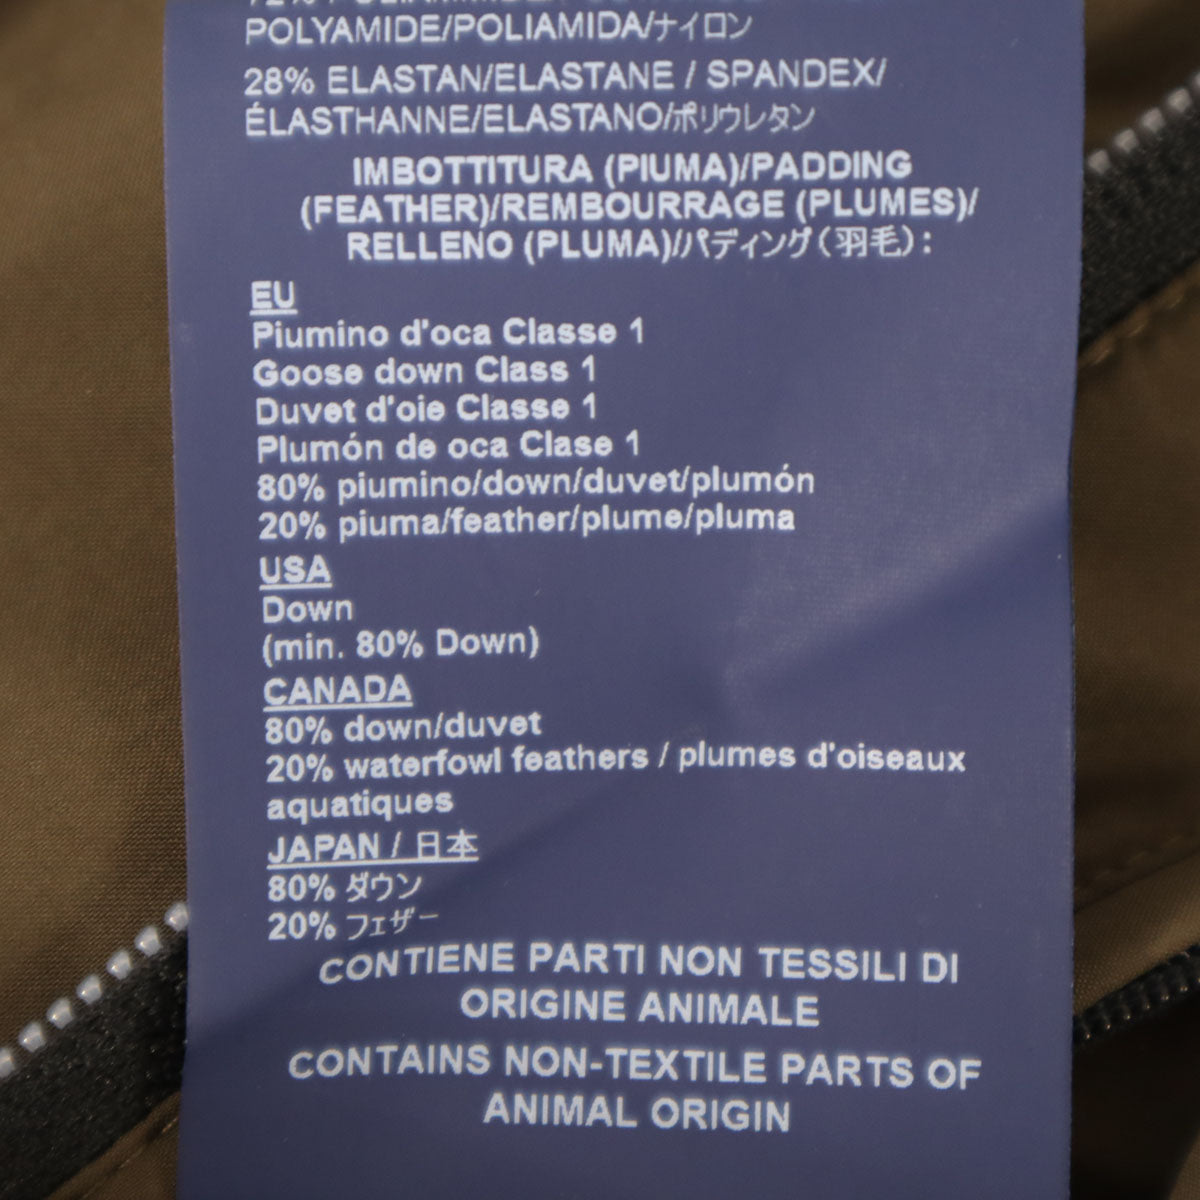 POLYAMIDE/POLIAMIDA/ナイロン
28% ELASTAN/ELASTANE / SPANDEX/
ÉLASTHANNE/ELASTANO/ポリウレタン
IMBOTTITURA (PIUMA)/PADDING
(FEATHER)/REMBOURRAGE (PLUMES)/
RELLENO (PLUMA)/パディング(羽毛):
EU
Piumino d'oca Classe 1
Goose down Class 1
Duvet d'oie Classe 1
Plumón de oca Clase 1
80% piumino/down/duvet/plumón
20% piuma/feather/plume/pluma
USA
Down
(min. 80% Down)
CANADA
80% down/duvet
20% waterfowl feathers / plumes d'oiseaux
aquatiques
JAPAN / 日本
80% ダウン
20% フェザー
CONTIENE PARTI NON TESSILI DI
ORIGINE ANIMALE
CONTAINS NON-TEXTILE PARTS OF
ANIMAL ORIGIN